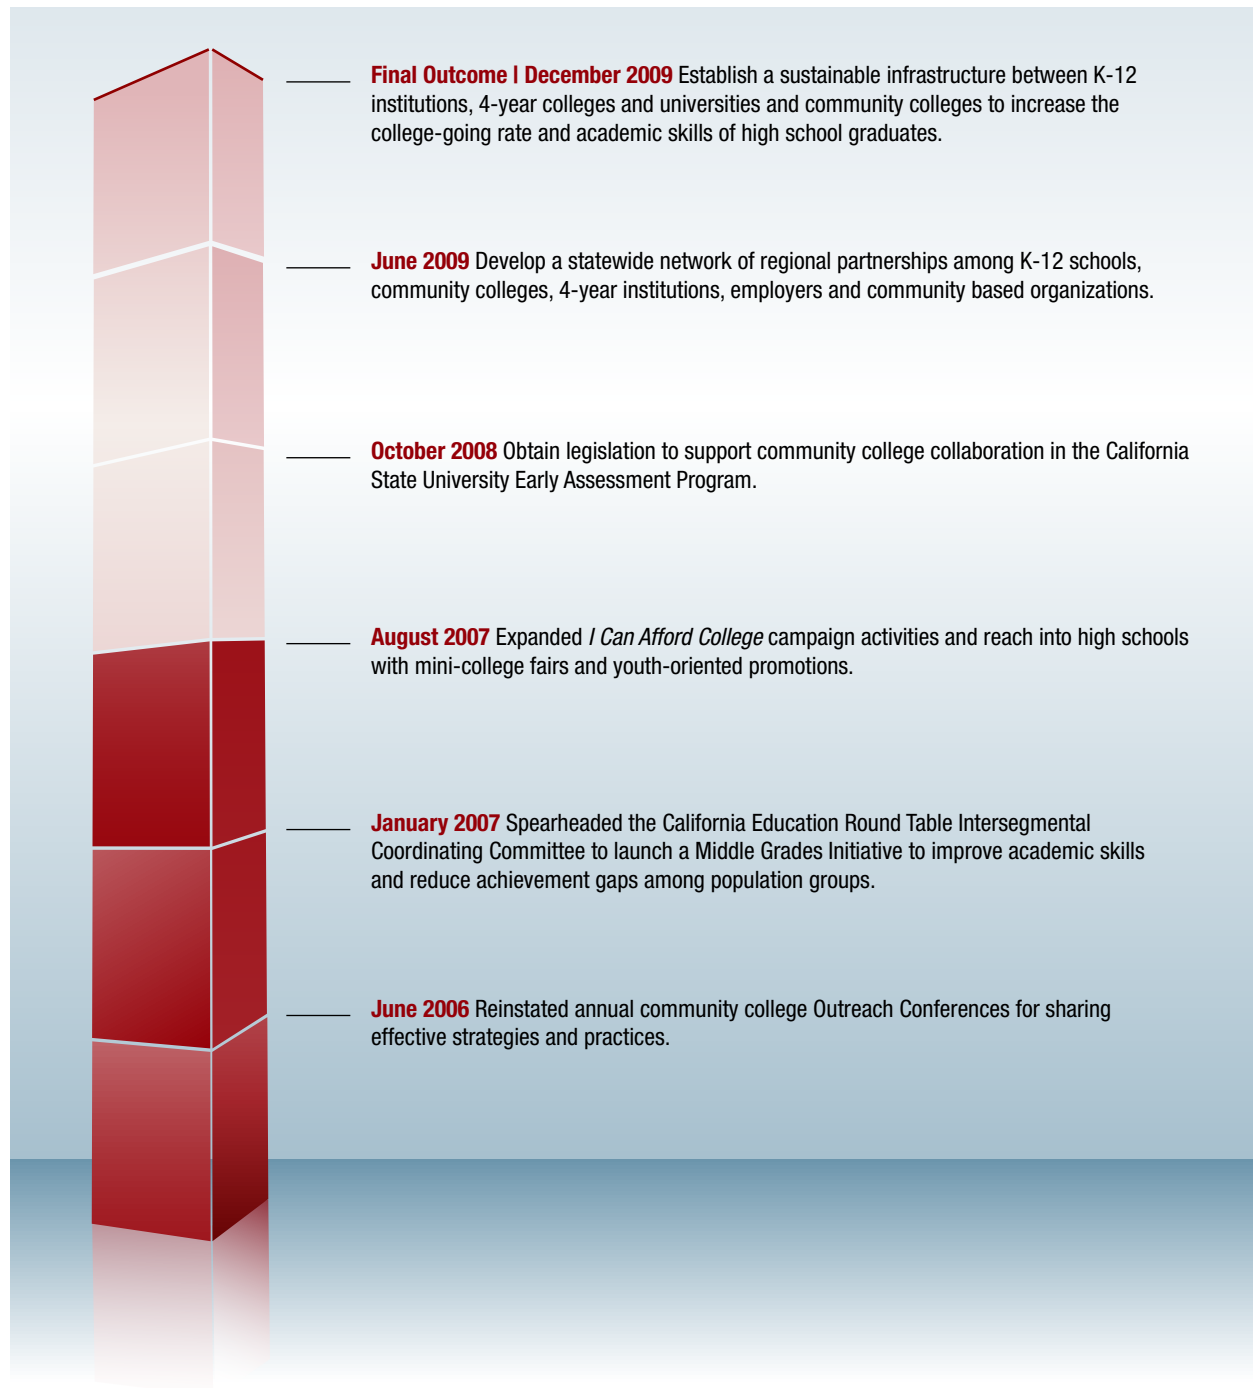 Final Outcome | December 2009 Establish a sustainable infrastructure between K-12
institutions, 4-year colleges and universities and community colleges to increase the
college-going rate and academic skills of high school graduates.
June 2009 Develop a statewide network of regional partnerships among K-12 schools,
community colleges, 4-year institutions, employers and community based organizations.
October 2008 Obtain legislation to support community college collaboration in the California
State University Early Assessment Program.
August 2007 Expanded I Can Afford College campaign activities and reach into high schools
with mini-college fairs and youth-oriented promotions.
January 2007 Spearheaded the California Education Round Table Intersegmental
Coordinating Committee to launch a Middle Grades Initiative to improve academic skills
and reduce achievement gaps among population groups.
June 2006 Reinstated annual community college Outreach Conferences for sharing
effective strategies and practices.